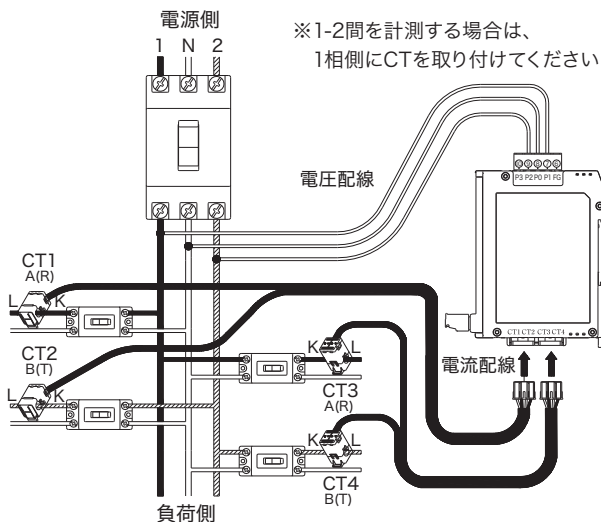 電源側
1 N 2
※1-2間を計測する場合は、
1相側にCTを取り付けてください
電圧配線
P3 P2 P0 P1 FG
CT1
A(R)
L K
CT2
B(T)
L K
K L
CT3
A(R)
K L
CT4
B(T)
CT1 CT2 CT3 CT4
電流配線
負荷側